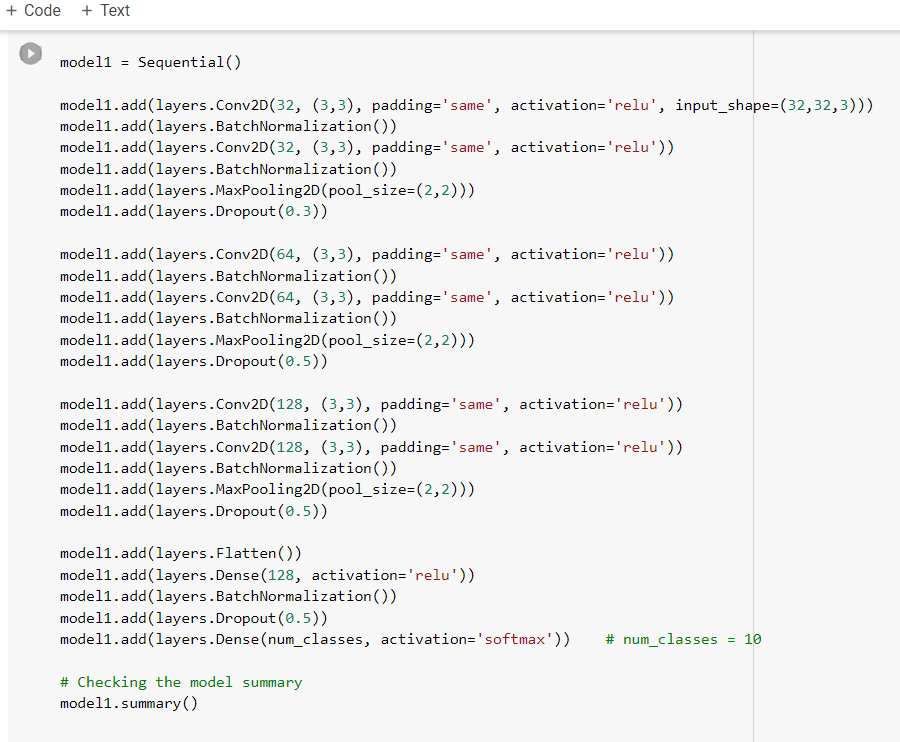 + Code + Text
model1 = Sequential()
model1.add(layers.Conv2D(32, (3,3), padding='same', activation='relu', input_shape=(32,32,3)))
model1.add(layers.BatchNormalization())
model1.add(layers.Conv2D(32, (3,3), padding='same', activation='relu'))
model1.add(layers.BatchNormalization())
model1.add(layers.MaxPooling2D(pool_size=(2,2)))
model1.add(layers.Dropout(0.3))
model1.add(layers.Conv2D(64, (3,3), padding='same', activation='relu'))
model1.add(layers.BatchNormalization())
model1.add(layers.Conv2D(64, (3,3), padding='same', activation='relu'))
model1.add(layers.BatchNormalization())
model1.add(layers.MaxPooling2D(pool_size=(2,2)))
model1.add(layers.Dropout(0.5))
model1.add(layers.Conv2D(128, (3,3), padding='same', activation='relu'))
model1.add(layers.BatchNormalization())
model1.add(layers.Conv2D(128, (3,3), padding='same', activation='relu'))
model1.add(layers.BatchNormalization())
model1.add(layers.MaxPooling2D(pool_size=(2,2)))
model1.add(layers.Dropout(0.5))
model1.add(layers.Flatten())
model1.add(layers.Dense(128, activation='relu'))
model1.add(layers.BatchNormalization())
model1.add(layers.Dropout(0.5))
model1.add(layers.Dense(num_classes, activation='softmax'))    # num_classes = 10
# Checking the model summary
model1.summary()